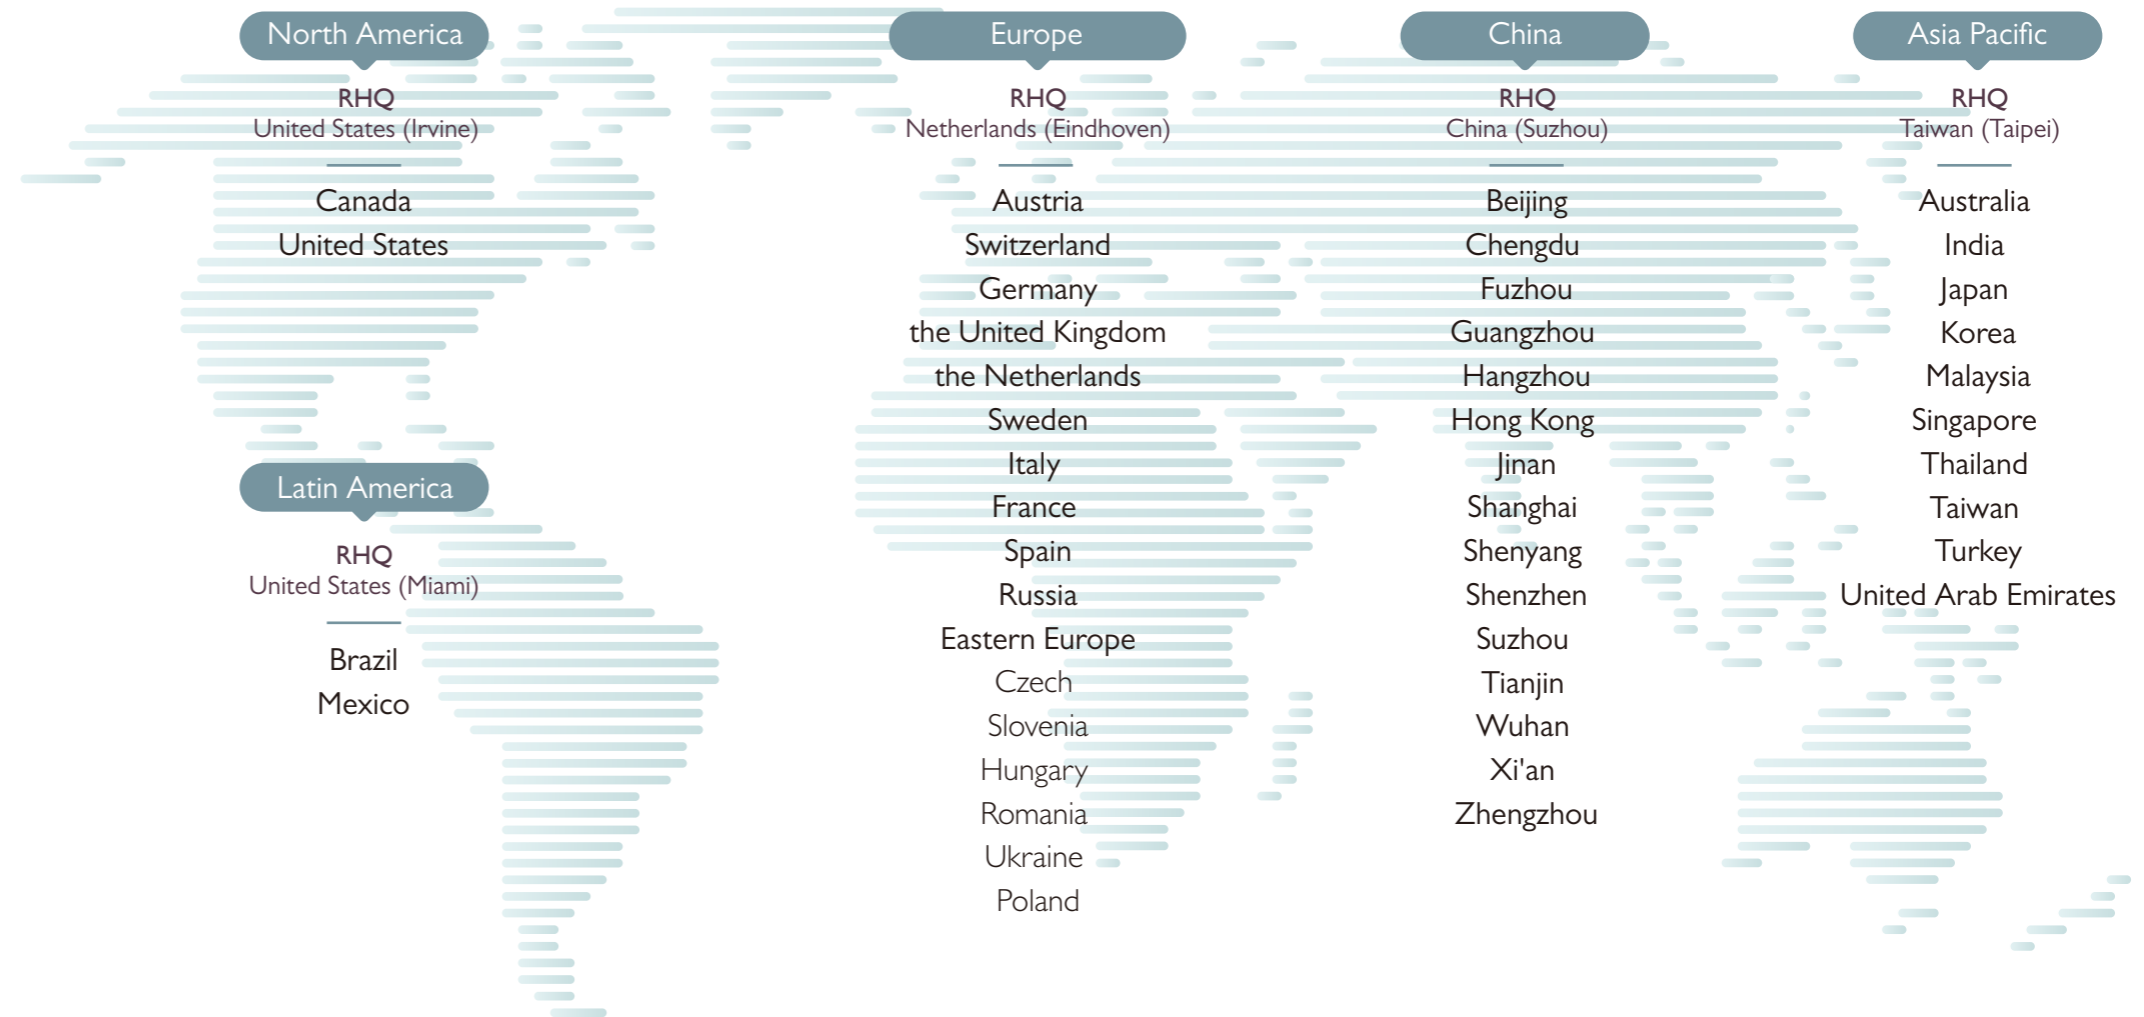 North America
RHQ
United States (Irvine)
Canada
United States
Latin America
RHQ
United States (Miami)
Brazil
Mexico
Europe
RHQ
Netherlands (Eindhoven)
Austria
Switzerland
Germany
the United Kingdom
the Netherlands
Sweden
Italy
France
Spain
Russia
Eastern Europe
Czech
Slovenia
Hungary
Romania
Ukraine
Poland
China
RHQ
China (Suzhou)
Beijing
Chengdu
Fuzhou
Guangzhou
Hangzhou
Hong Kong
Jinan
Shanghai
Shenyang
Shenzhen
Suzhou
Tianjin
Wuhan
Xi'an
Zhengzhou
Asia Pacific
RHQ
Taiwan (Taipei)
Australia
India
Japan
Korea
Malaysia
Singapore
Thailand
Taiwan
Turkey
United Arab Emirates